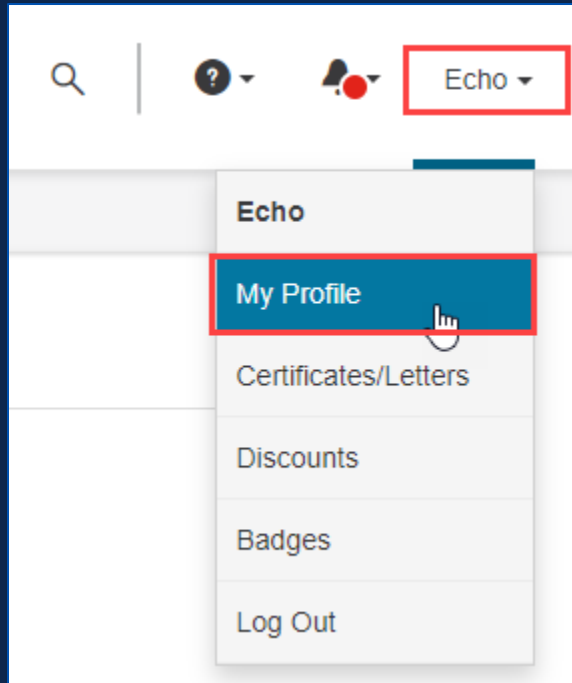 Echo
Echo
My Profile
Certificates/Letters
Discounts
Badges
Log Out